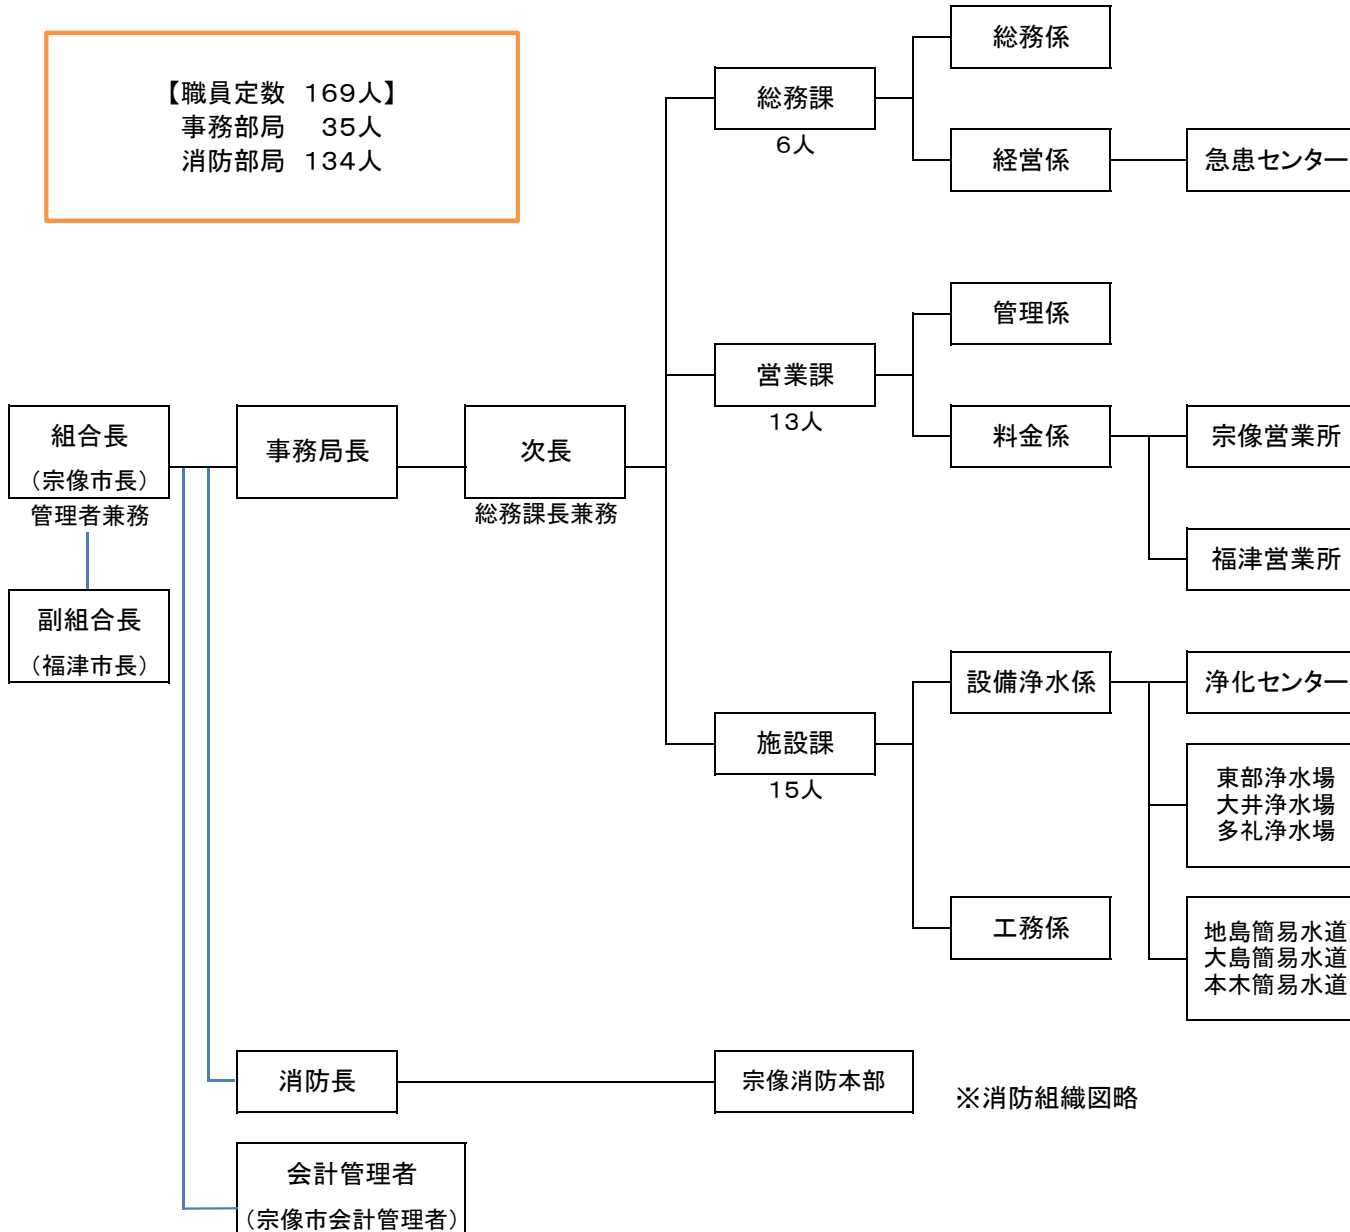 【職員定数 169人】
事務部局 35人
消防部局 134人
総務課
6人
総務係
経営係
急患センター
営業課
13人
管理係
料金係
宗像営業所
福津営業所
組合長
（宗像市長）
管理者兼務
事務局長
次長
総務課長兼務
副組合長
（福津市長）
施設課
15人
設備浄水係
浄化センター
東部浄水場
大井浄水場
多礼浄水場
工務係
地島簡易水道
大島簡易水道
本木簡易水道
消防長
宗像消防本部
※消防組織図略
会計管理者
（宗像市会計管理者）